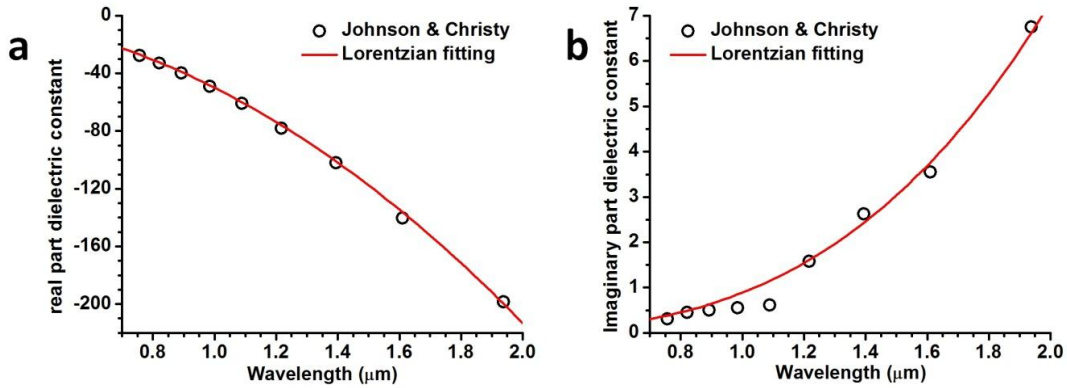 a
0
-40
-80
-120
-160
-200
real part dielectric constant
Johnson & Christy
Lorentzian fitting
0.8 1.0 1.2 1.4 1.6 1.8 2.0
Wavelength (μm)
b
7
6
5
4
3
2
1
0
Imaginary part dielectric constant
Johnson & Christy
Lorentzian fitting
0.8 1.0 1.2 1.4 1.6 1.8 2.0
Wavelength (μm)